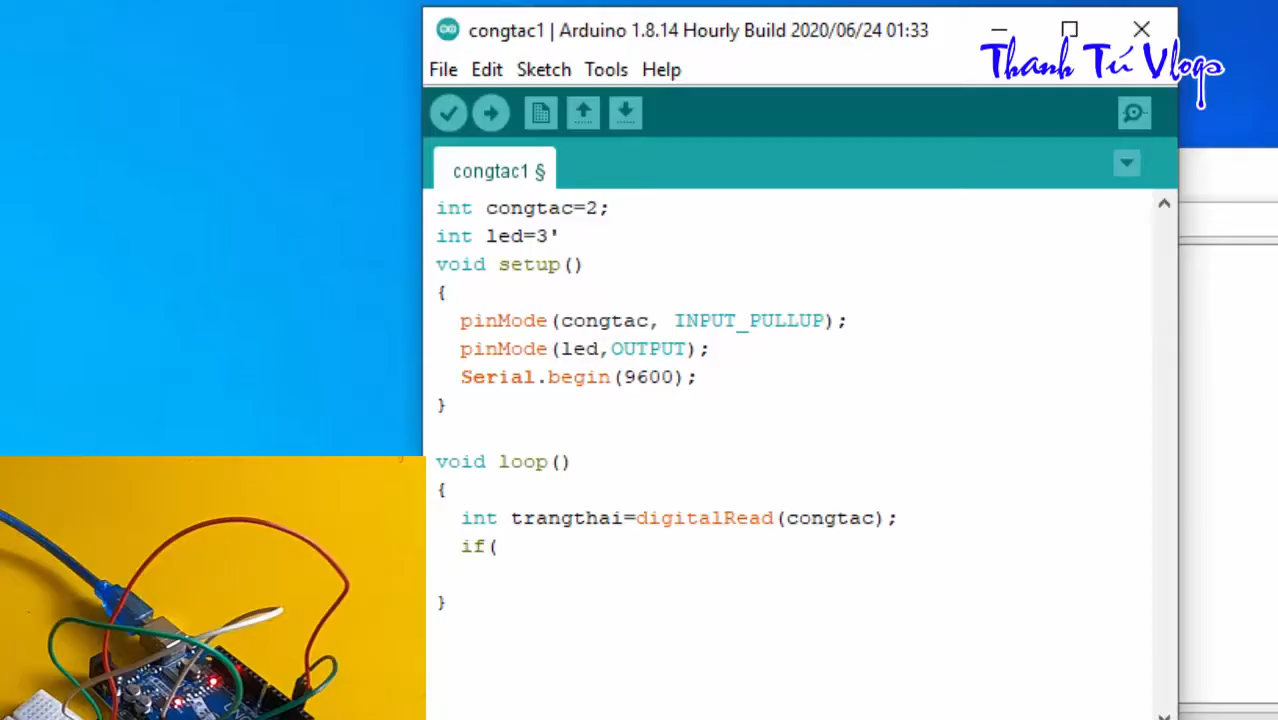 congtac1 | Arduino 1.8.14 Hourly Build 2020/06/24 01:33
Thanh Tú Vlogs
File Edit Sketch Tools Help
congtac1 §
int congtac=2;
int led=3'
void setup()
{
pinMode(congtac, INPUT_PULLUP);
pinMode(led,OUTPUT);
Serial.begin(9600);
}
void loop()
{
int trangthai=digitalRead(congtac);
if(
}